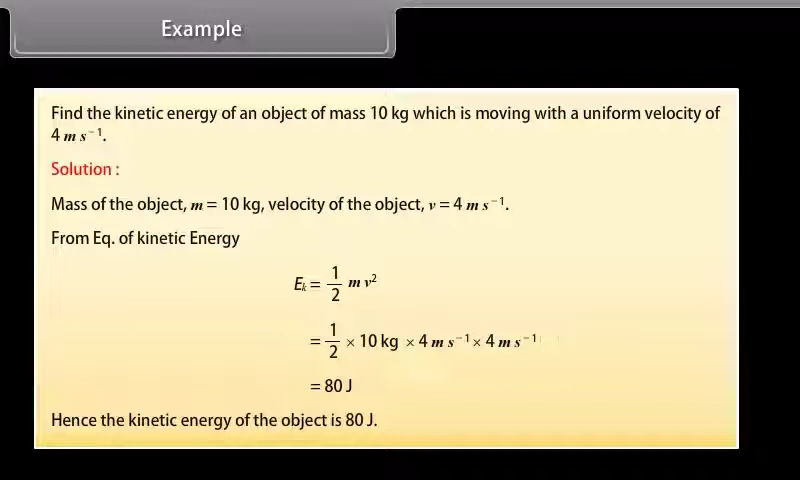 Example
Find the kinetic energy of an object of mass 10 kg which is moving with a uniform velocity of
4 m s⁻¹.
Solution :
Mass of the object, m = 10 kg, velocity of the object, v = 4 m s⁻¹.
From Eq. of kinetic Energy
Eₖ = 1/2 m v²
= 1/2 × 10 kg × 4 m s⁻¹ × 4 m s⁻¹
= 80 J
Hence the kinetic energy of the object is 80 J.